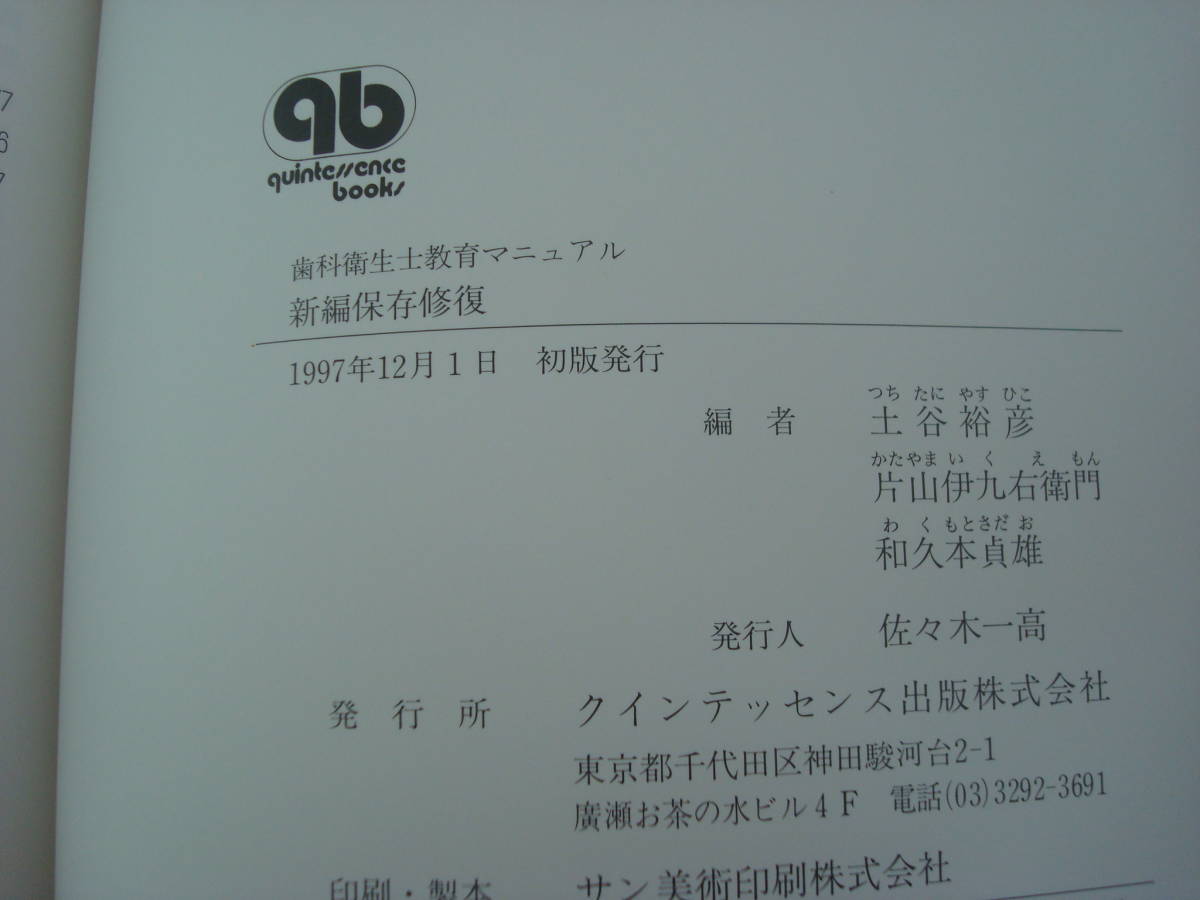 qb
quintessence
books
歯科衛生士教育マニュアル
新編保存修復
1997年12月1日 初版発行
つち たに やす ひこ
編者 土谷裕彦
かたやま い く え もん
片山伊九右衛門
わ く もとさだ お
和久本貞雄
発行人 佐々木一高
発行所 クインテッセンス出版株式会社
東京都千代田区神田駿河台2-1
廣瀬お茶の水ビル4F 電話(03)3292-3691
印刷・製本 サン美術印刷株式会社